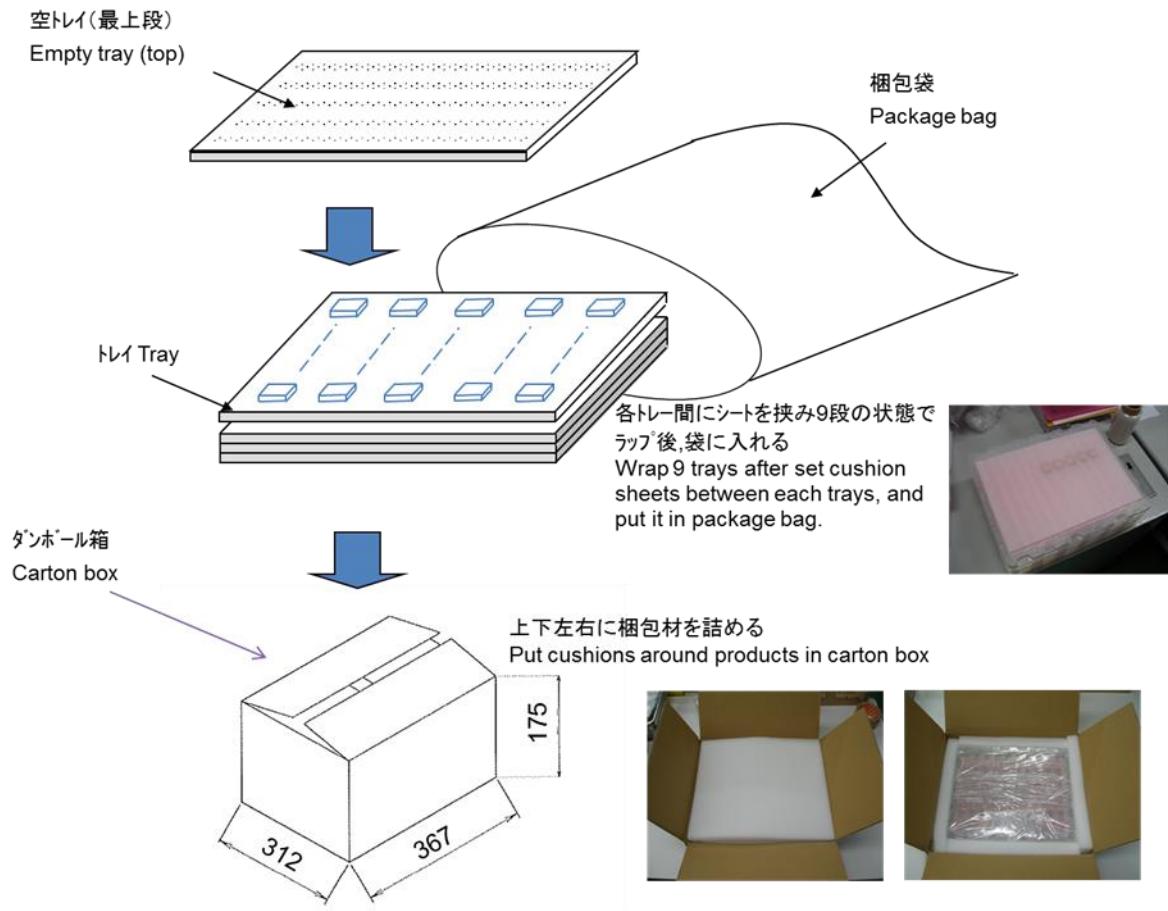 空トレイ(最上段)
Empty tray (top)
梱包袋
Package bag
トレイ Tray
各トレー間にシートを挟み9段の状態で
ラップ後,袋に入れる
Wrap 9 trays after set cushion
sheets between each trays, and
put it in package bag.
ダンボール箱
Carton box
上下左右に梱包材を詰める
Put cushions around products in carton box
175
312
367